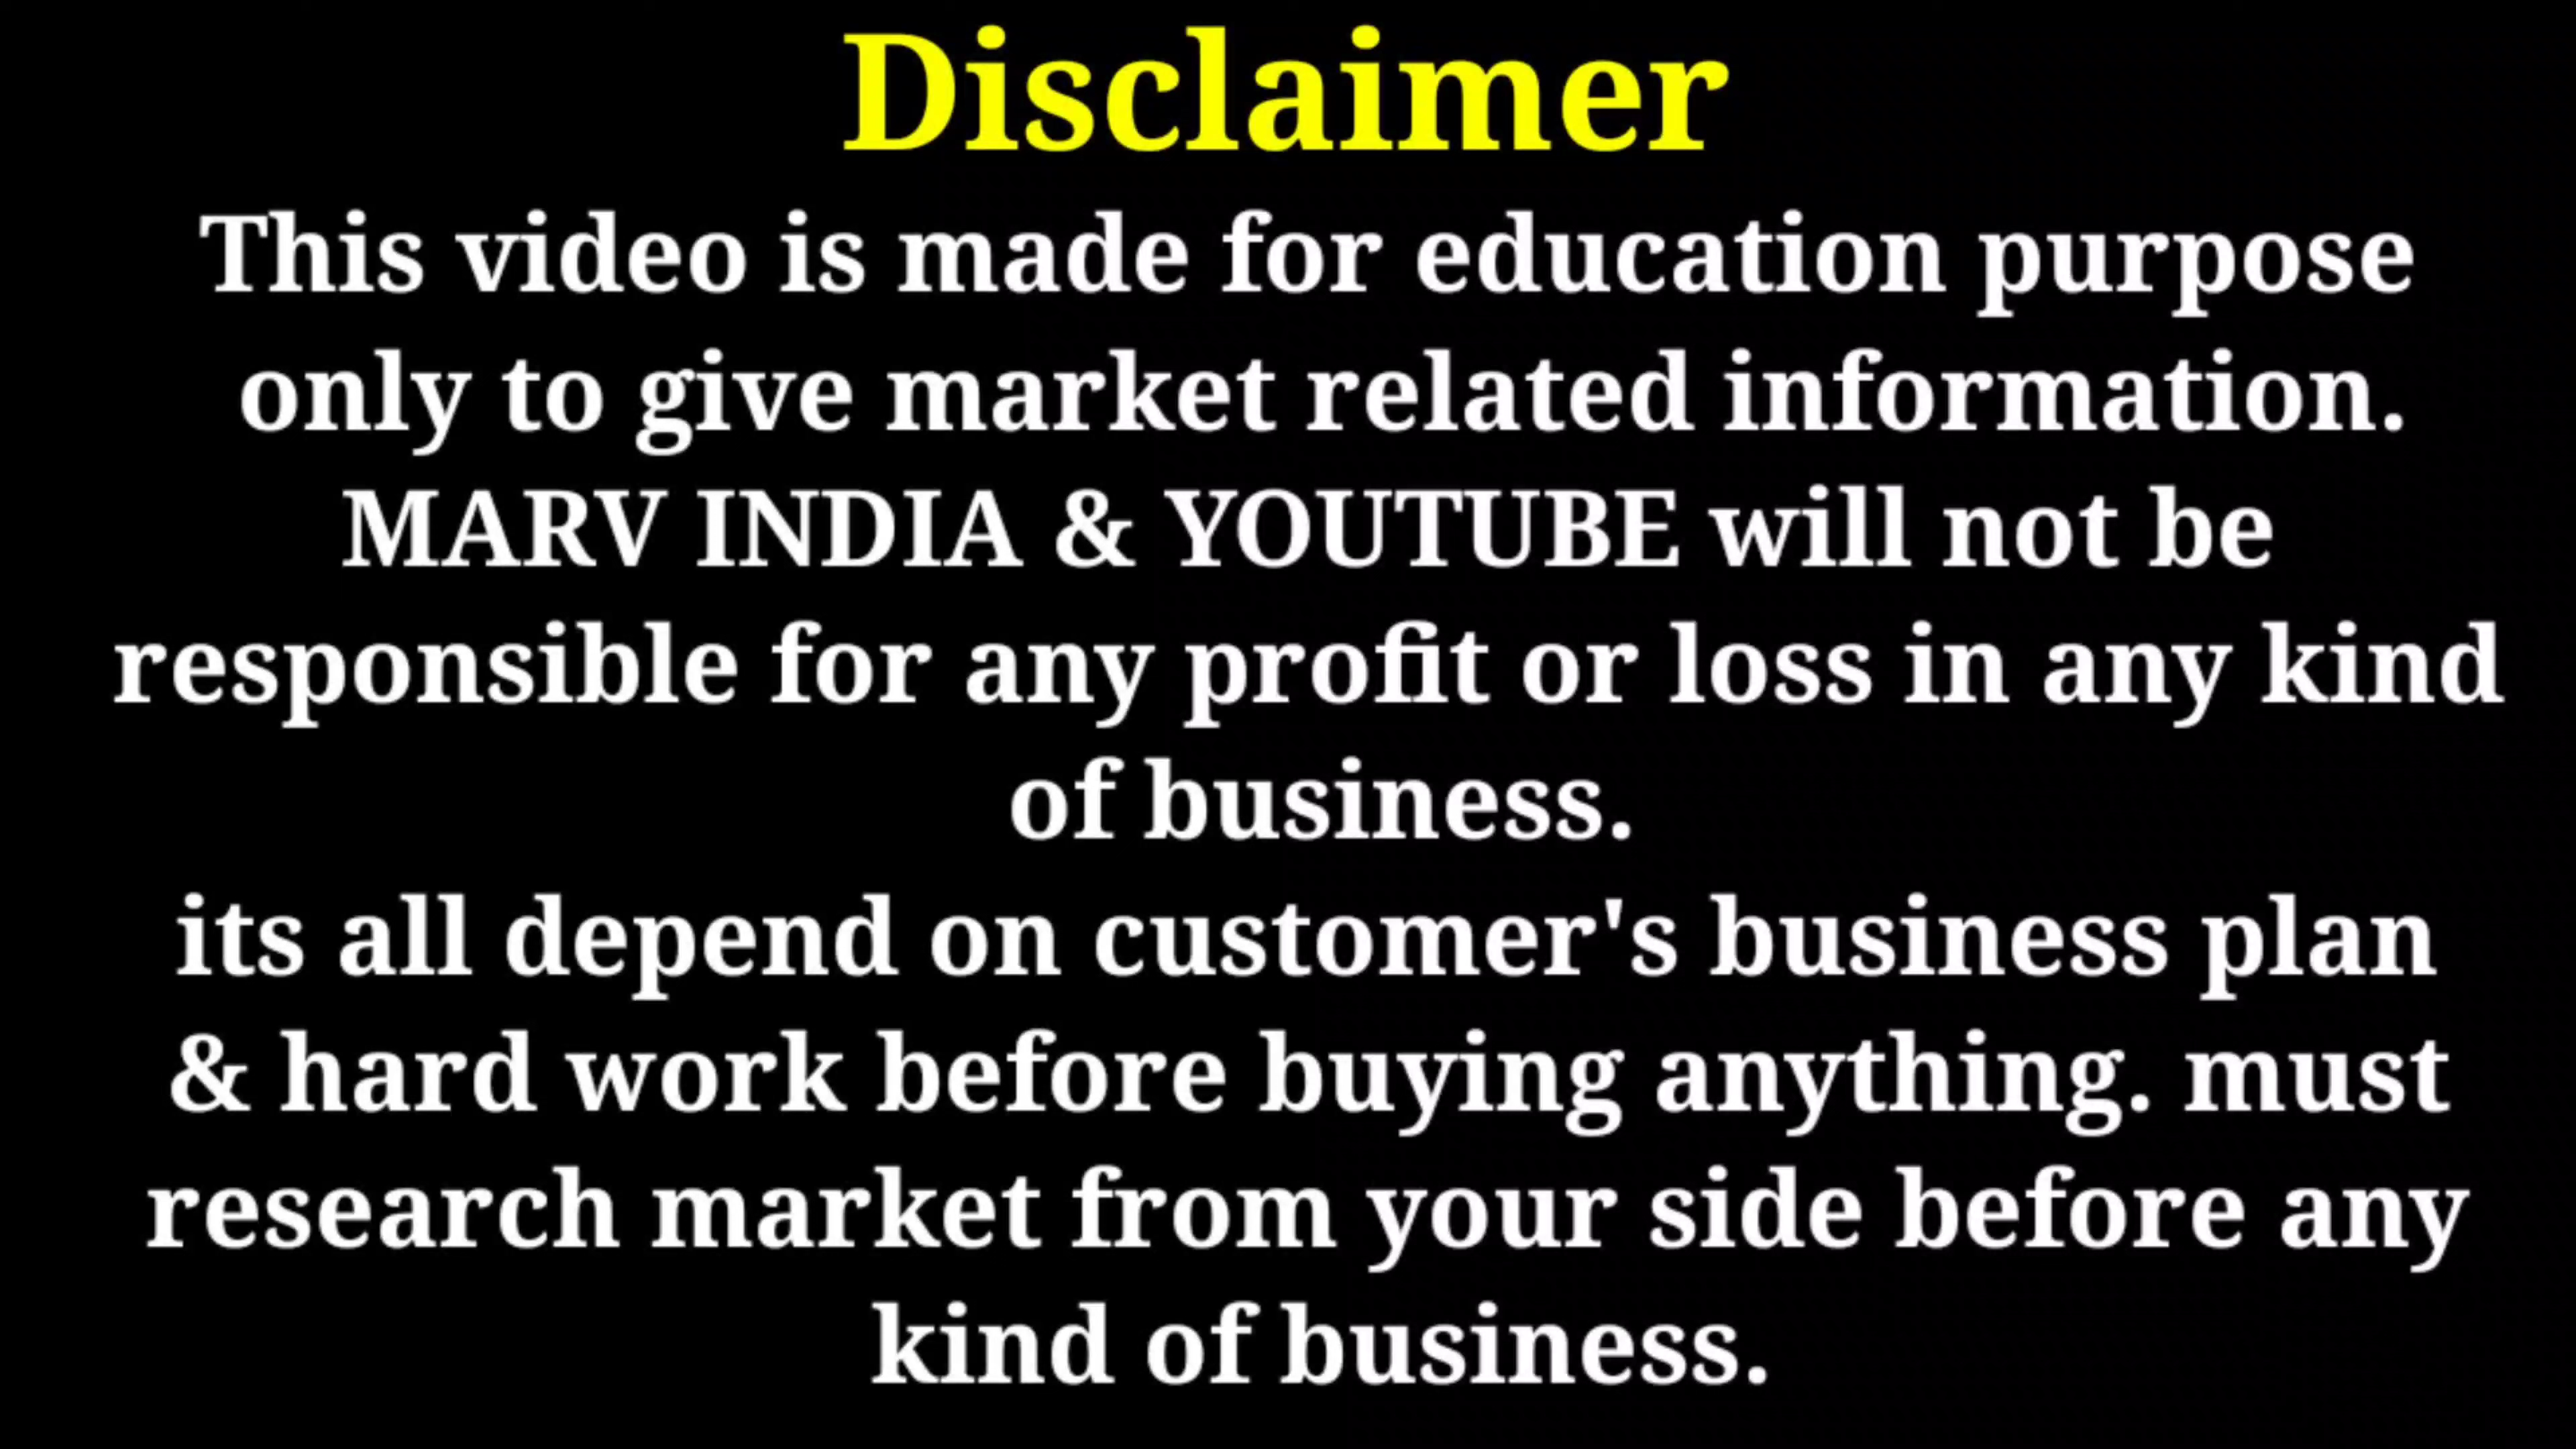 Disclaimer
This video is made for education purpose
only to give market related information.
MARV INDIA & YOUTUBE will not be
responsible for any profit or loss in any kind
of business.
its all depend on customer's business plan
& hard work before buying anything. must
research market from your side before any
kind of business.